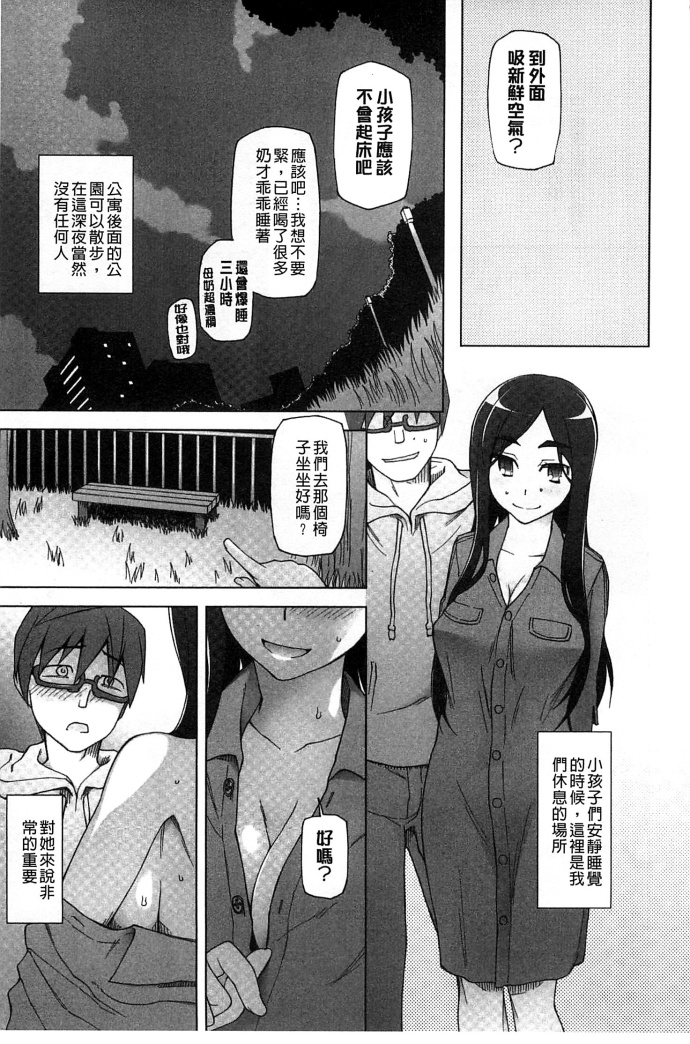 到外面
吸新鮮空氣？
小孩子應該
不會起床吧
應該吧…我想不要
緊，已經喝了很多
奶才乖乖睡著
還會爆睡
三小時
母奶超濃稠
好像也對哦
公寓後面的公
園可以散步，
在這深夜當然
沒有任何人
我們去那個椅
子坐坐好嗎？
小孩子們安靜睡覺
的時候，這裡是我
們休息的場所
好嗎？
對她來說非
常的重要